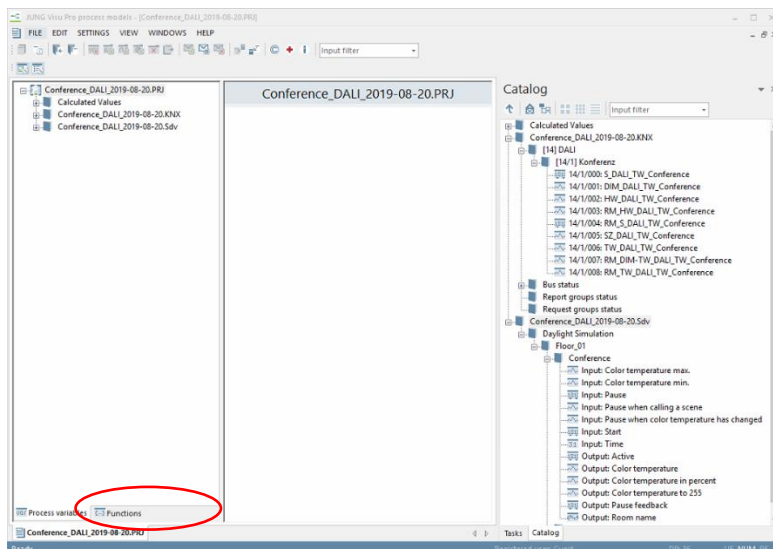 JUNG Visu Pro process models - [Conference_DALI_2019-08-20.PRJ]
FILE EDIT SETTINGS VIEW WINDOWS HELP
Input filter
Conference_DALI_2019-08-20.PRJ
Calculated Values
Conference_DALI_2019-08-20.KNX
Conference_DALI_2019-08-20.Sdv
Conference_DALI_2019-08-20.PRJ
Catalog
Input filter
Calculated Values
Conference_DALI_2019-08-20.KNX
[14] DALI
[14/1] Konferenz
14/1/000: S_DALI_TW_Conference
14/1/001: DIM_DALI_TW_Conference
14/1/002: HW_DALI_TW_Conference
14/1/003: RM_HW_DALI_TW_Conference
14/1/004: RM_S_DALI_TW_Conference
14/1/005: SZ_DALI_TW_Conference
14/1/006: TW_DALI_TW_Conference
14/1/007: RM_DIM-TW_DALI_TW_Conference
14/1/008: RM_TW_DALI_TW_Conference
Bus status
Report groups status
Request groups status
Conference_DALI_2019-08-20.Sdv
Daylight Simulation
Floor_01
Conference
Input: Color temperature max.
Input: Color temperature min.
Input: Pause
Input: Pause when calling a scene
Input: Pause when color temperature has changed
Input: Start
Input: Time
Output: Active
Output: Color temperature
Output: Color temperature in percent
Output: Color temperature to 255
Output: Pause feedback
Output: Room name
Process variables Functions
Conference_DALI_2019-08-20.PRJ
Tasks Catalog
Ready
NUM